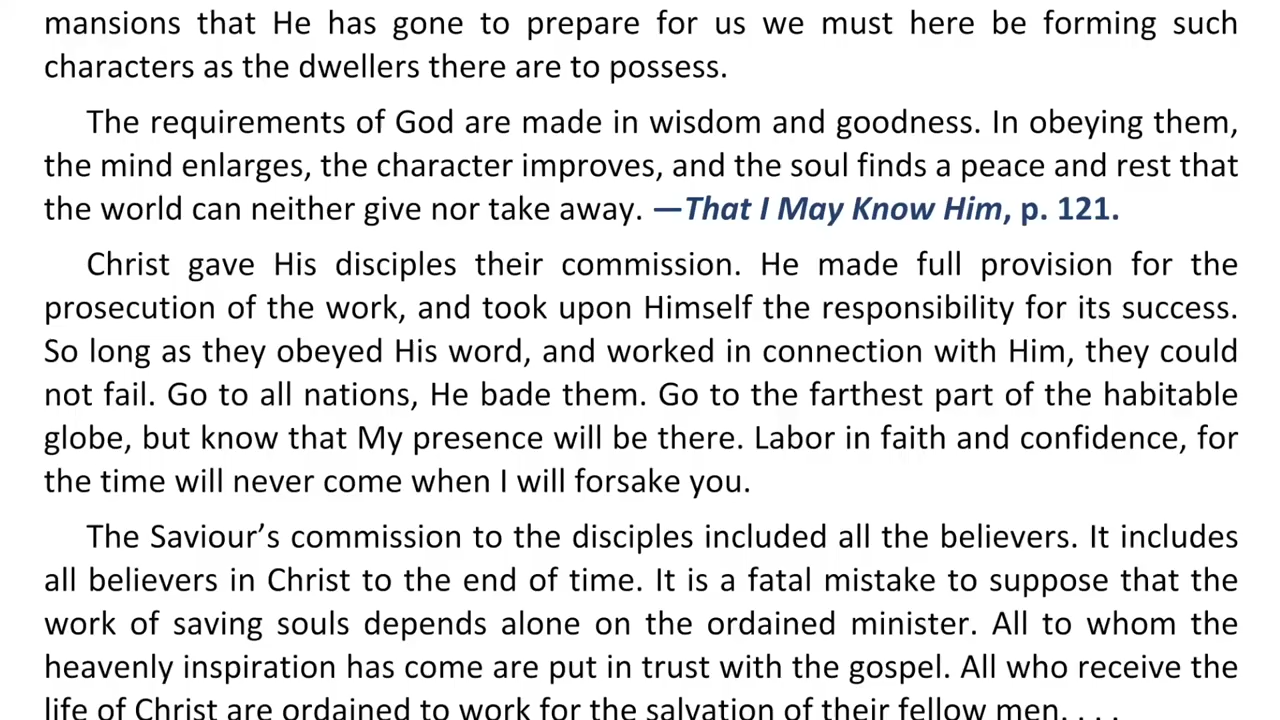 mansions that He has gone to prepare for us we must here be forming such
characters as the dwellers there are to possess.
The requirements of God are made in wisdom and goodness. In obeying them,
the mind enlarges, the character improves, and the soul finds a peace and rest that
the world can neither give nor take away. —That I May Know Him, p. 121.
Christ gave His disciples their commission. He made full provision for the
prosecution of the work, and took upon Himself the responsibility for its success.
So long as they obeyed His word, and worked in connection with Him, they could
not fail. Go to all nations, He bade them. Go to the farthest part of the habitable
globe, but know that My presence will be there. Labor in faith and confidence, for
the time will never come when I will forsake you.
The Saviour’s commission to the disciples included all the believers. It includes
all believers in Christ to the end of time. It is a fatal mistake to suppose that the
work of saving souls depends alone on the ordained minister. All to whom the
heavenly inspiration has come are put in trust with the gospel. All who receive the
life of Christ are ordained to work for the salvation of their fellow men. . . .